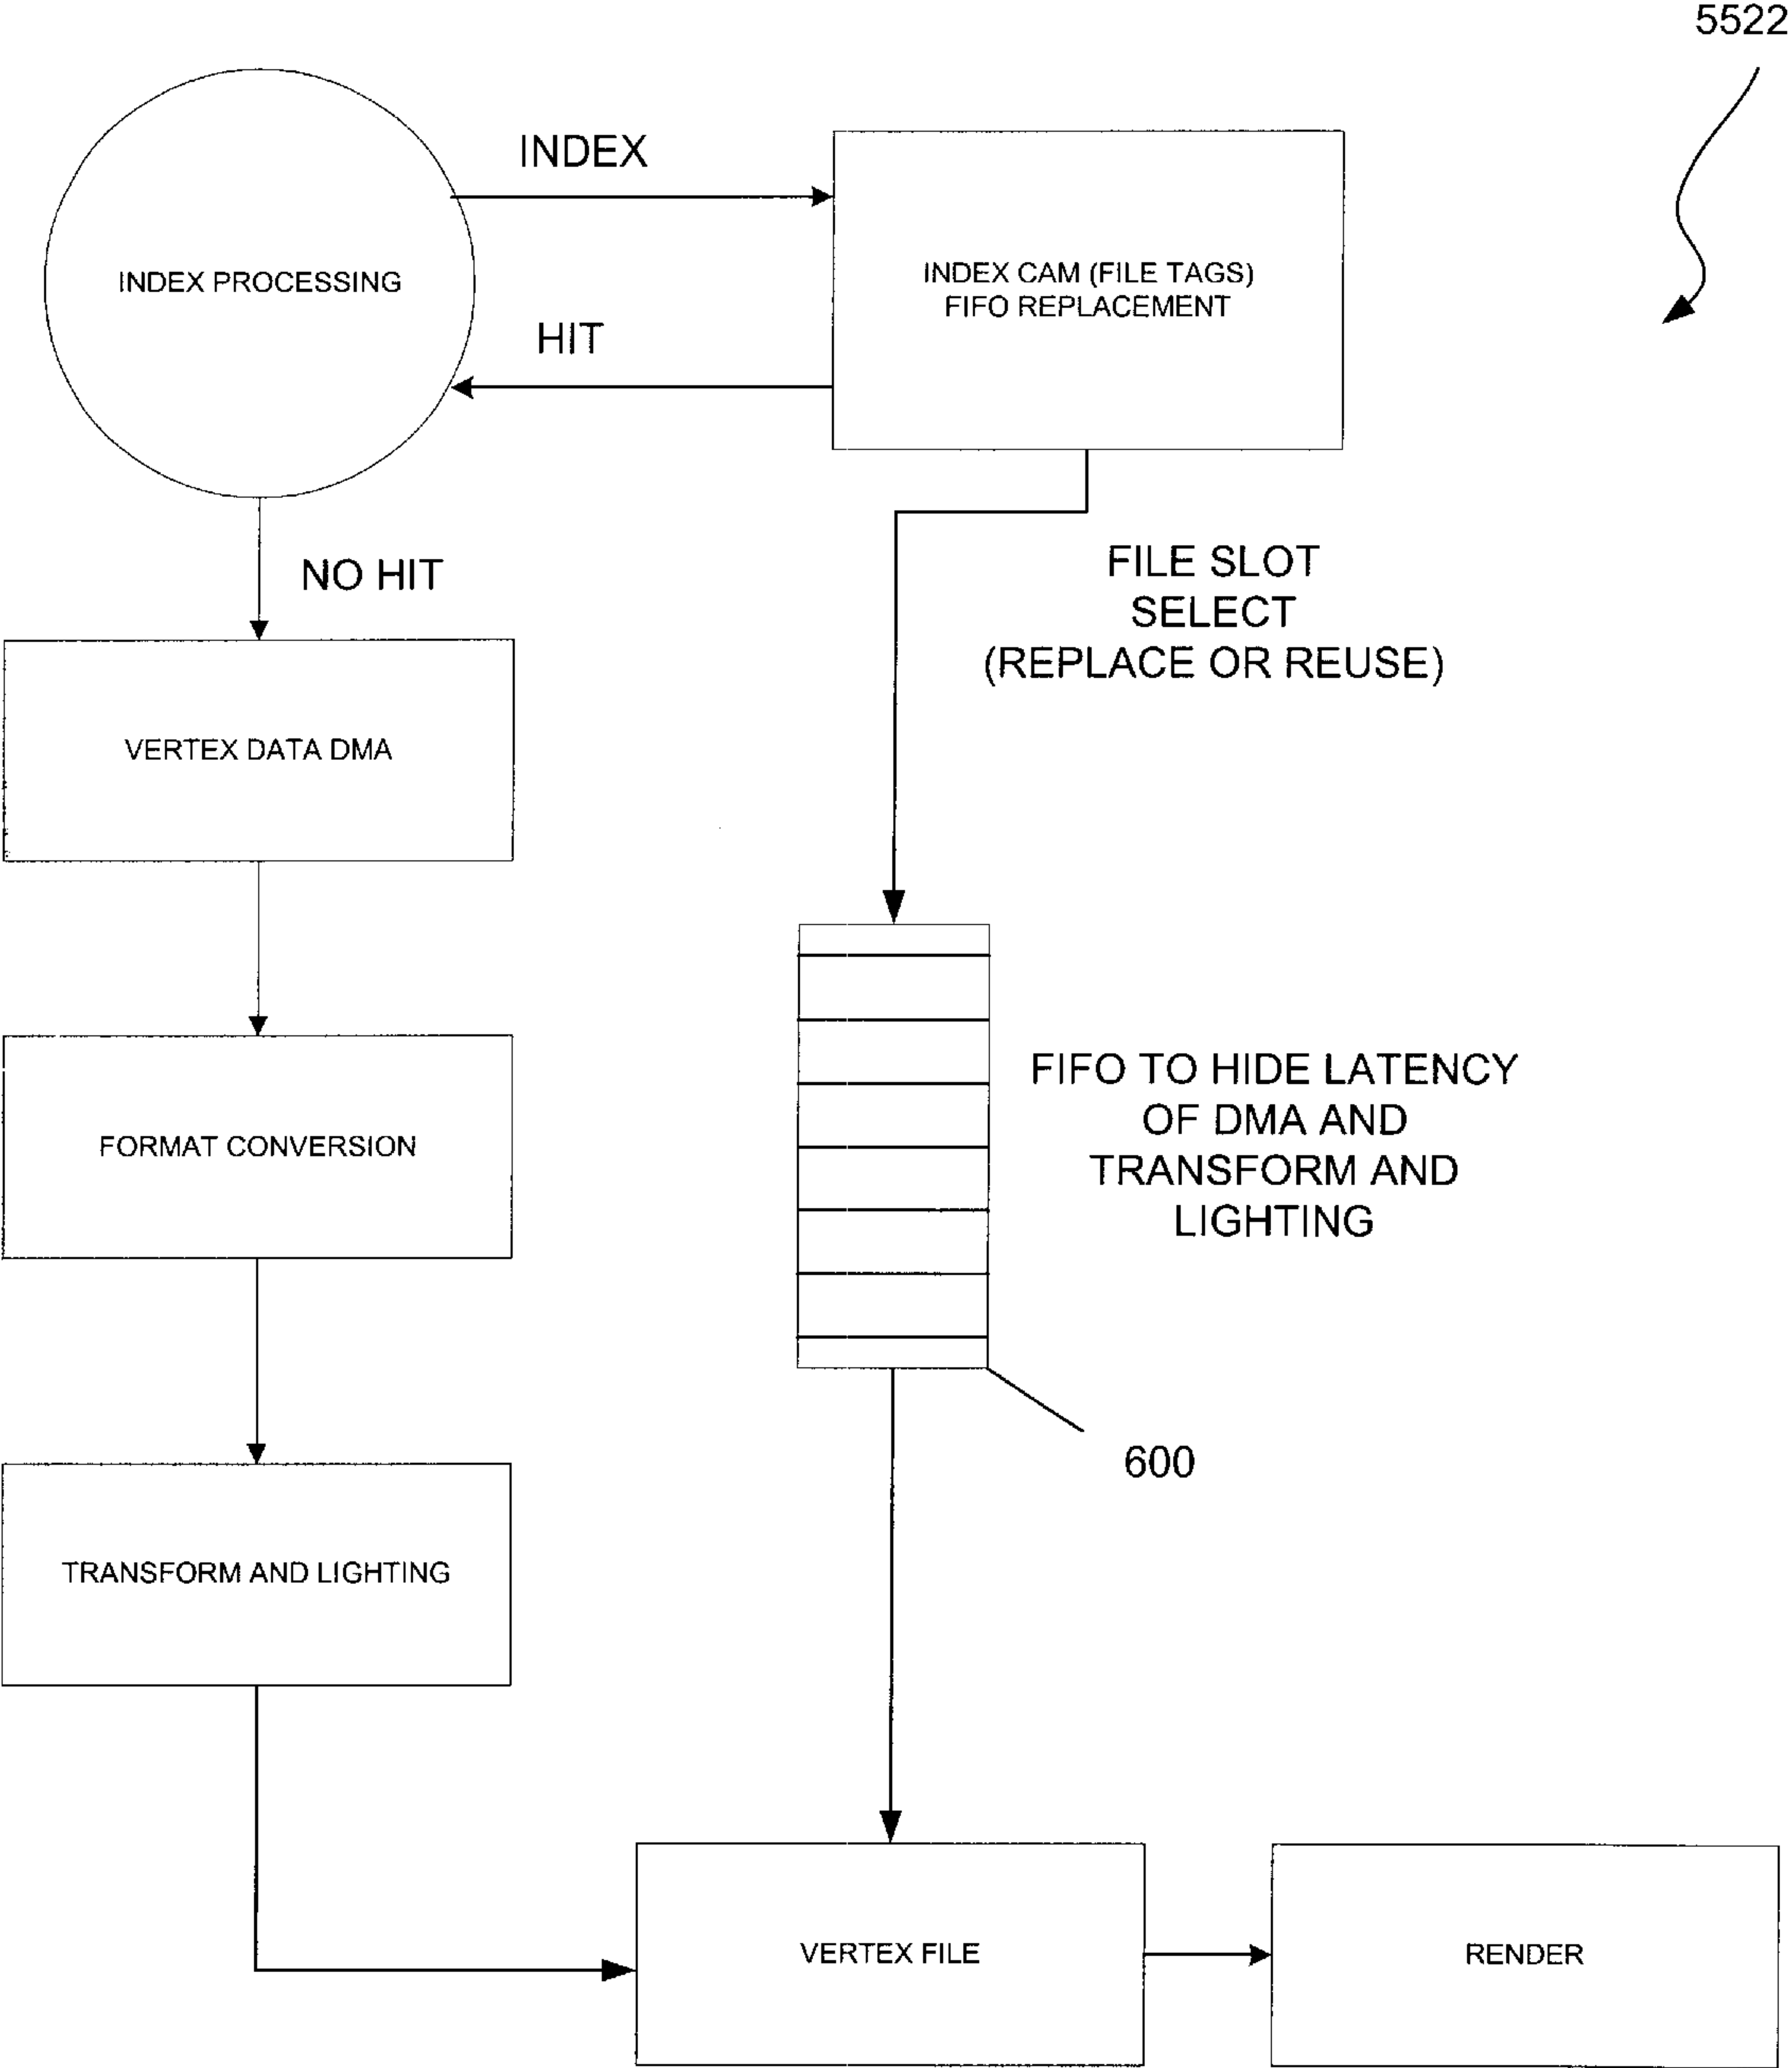 5522
INDEX
INDEX PROCESSING
INDEX CAM (FILE TAGS)
FIFO REPLACEMENT
HIT
NO HIT
FILE SLOT
SELECT
(REPLACE OR REUSE)
VERTEX DATA DMA
FORMAT CONVERSION
FIFO TO HIDE LATENCY
OF DMA AND
TRANSFORM AND
LIGHTING
600
TRANSFORM AND LIGHTING
VERTEX FILE
RENDER